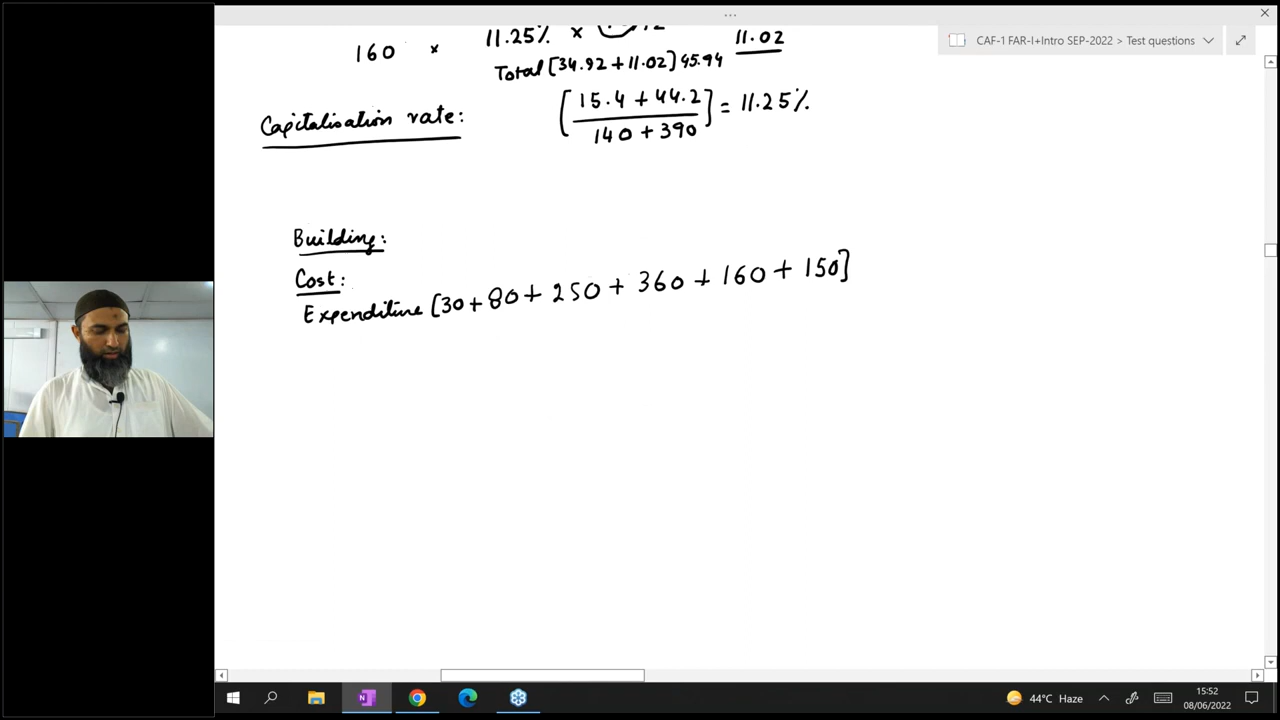 CAF-1 FAR-I+Intro SEP-2022 > Test questions
160 × 11.25% × 11.02
Total [34.92 + 11.02] 45.94
Capitalisation rate: [15.4 + 44.2 / 140 + 390] = 11.25%
Building:
Cost:
Expenditure [30 + 80 + 250 + 360 + 160 + 150]
44°C Haze
15:52
08/06/2022